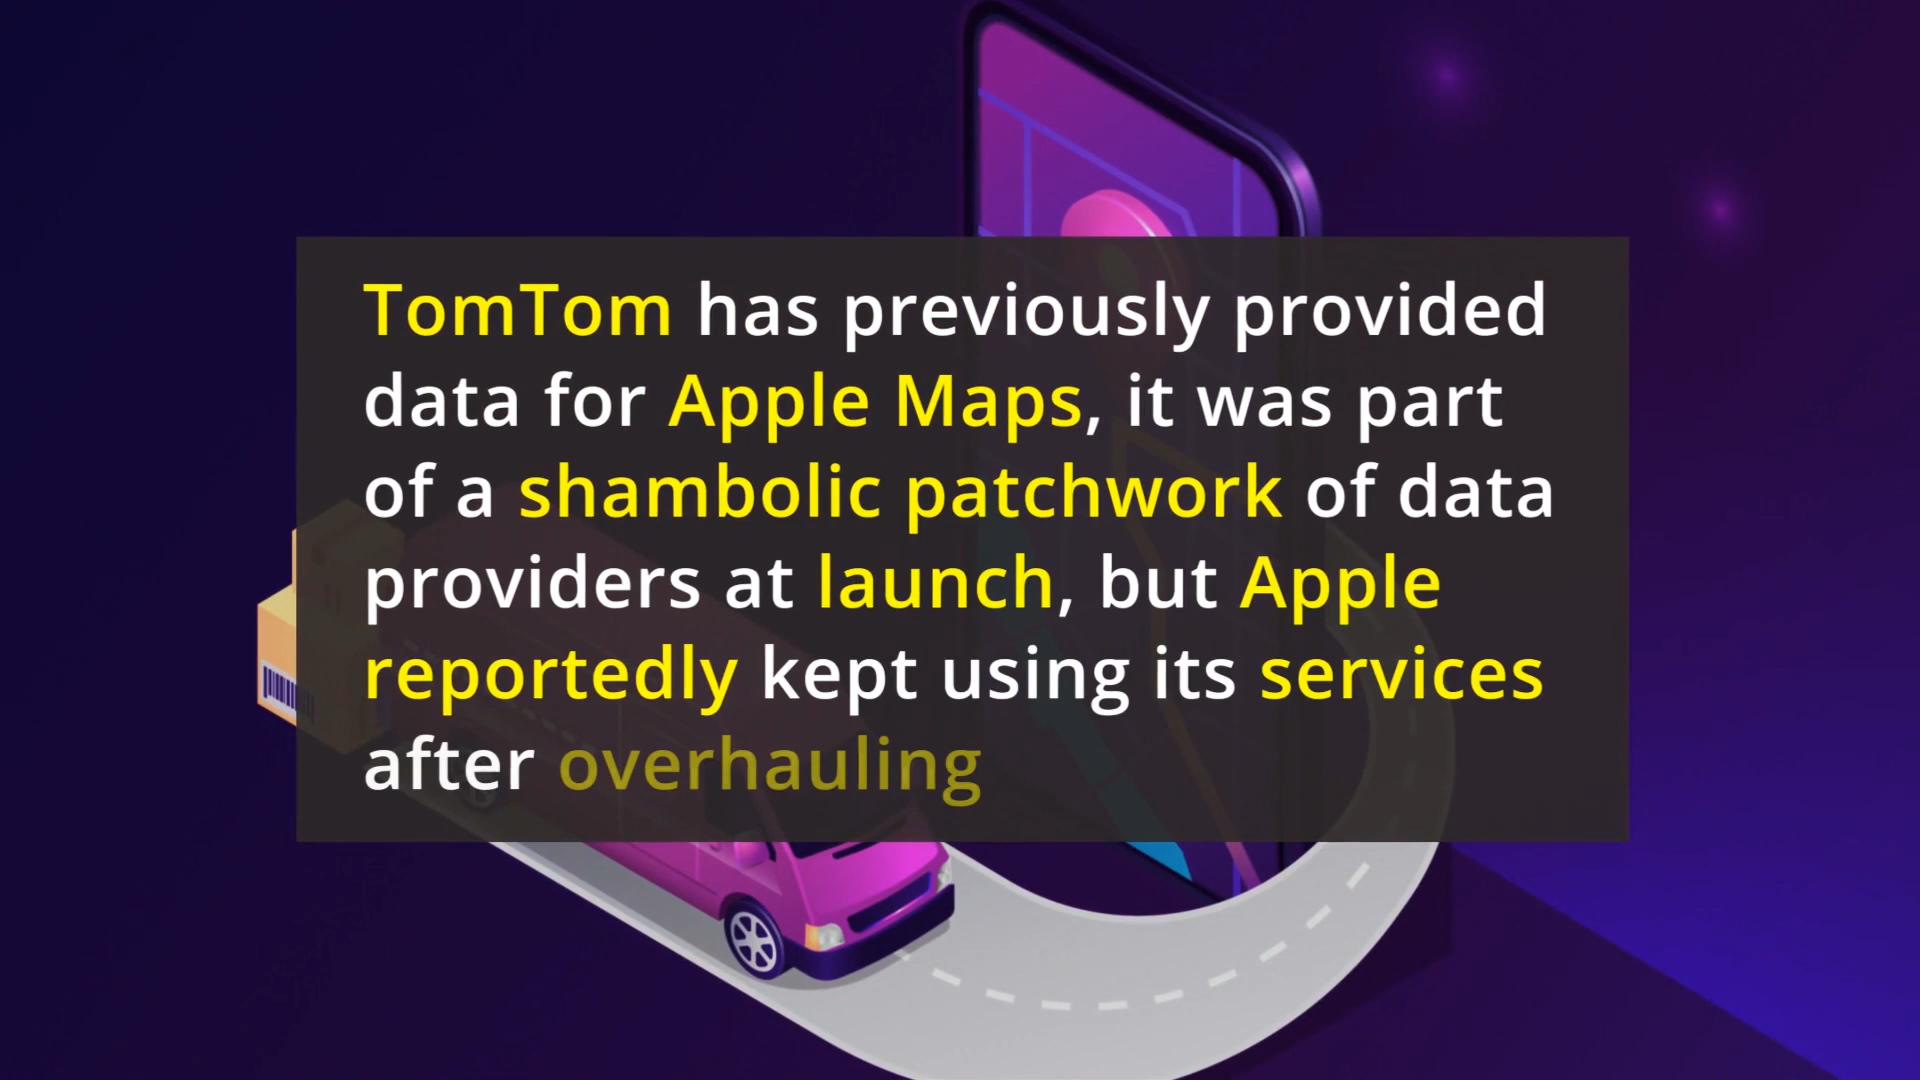 TomTom has previously provided
data for Apple Maps, it was part
of a shambolic patchwork of data
providers at launch, but Apple
reportedly kept using its services
after overhauling